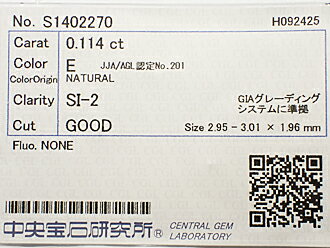 No. S1402270 H092425
Carat 0.114 ct
Color E JJA/AGL認定No.201
ColorOrigin NATURAL
Clarity SI-2 GIAグレーディング
システムに準拠
Cut GOOD Size 2.95 - 3.01 × 1.96 mm
Fluo. NONE
中央宝石研究所® CENTRAL GEM
LABORATORY